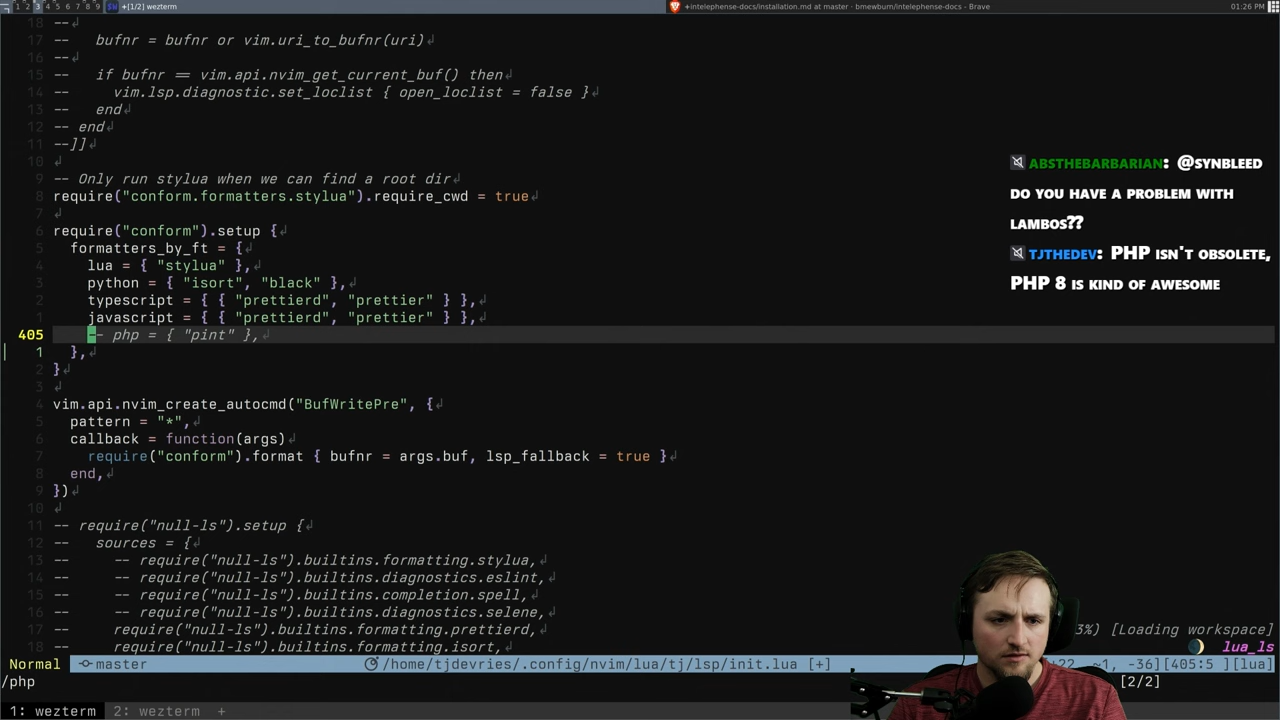 1 2 3 4 5 6 7 8 9 +[1/2] wezterm +intelephense-docs/installation.md at master · bmewburn/intelephense-docs - Brave 01:26 PM
18 --
17 --   bufnr = bufnr or vim.uri_to_bufnr(uri)↲
16 --↲
15 --   if bufnr == vim.api.nvim_get_current_buf() then↲
14 --     vim.lsp.diagnostic.set_loclist { open_loclist = false }↲
13 --   end↲
12 -- end↲
11 --]]↲
10 ↲
9 -- Only run stylua when we can find a root dir↲
8 require("conform.formatters.stylua").require_cwd = true↲
7 ↲
6 require("conform").setup {↲
5   formatters_by_ft = {↲
4     lua = { "stylua" },↲
3     python = { "isort", "black" },↲
2     typescript = { { "prettierd", "prettier" } },↲
1     javascript = { { "prettierd", "prettier" } },↲
405     -- php = { "pint" },↲
1   },↲
2 }↲
3 ↲
4 vim.api.nvim_create_autocmd("BufWritePre", {↲
5   pattern = "*",↲
6   callback = function(args)↲
7     require("conform").format { bufnr = args.buf, lsp_fallback = true }↲
8   end,↲
9 })↲
10 ↲
11 -- require("null-ls").setup {↲
12 --   sources = {↲
13 --     -- require("null-ls").builtins.formatting.stylua,↲
14 --     -- require("null-ls").builtins.diagnostics.eslint,↲
15 --     -- require("null-ls").builtins.completion.spell,↲
16 --     -- require("null-ls").builtins.diagnostics.selene,↲
17 --     require("null-ls").builtins.formatting.prettierd,↲
18 --     require("null-ls").builtins.formatting.isort,↲
ABSTHEBARBARIAN: @SYNBLEED
DO YOU HAVE A PROBLEM WITH
LAMBOS??
TJTHEDEV: PHP ISN'T OBSOLETE,
PHP 8 IS KIND OF AWESOME
3%) [Loading workspace]
lua_ls
Normal master /home/tjdevries/.config/nvim/lua/tj/lsp/init.lua [+] +22, ~1, -36][405:5 ][lua]
/php [2/2]
1: wezterm 2: wezterm +